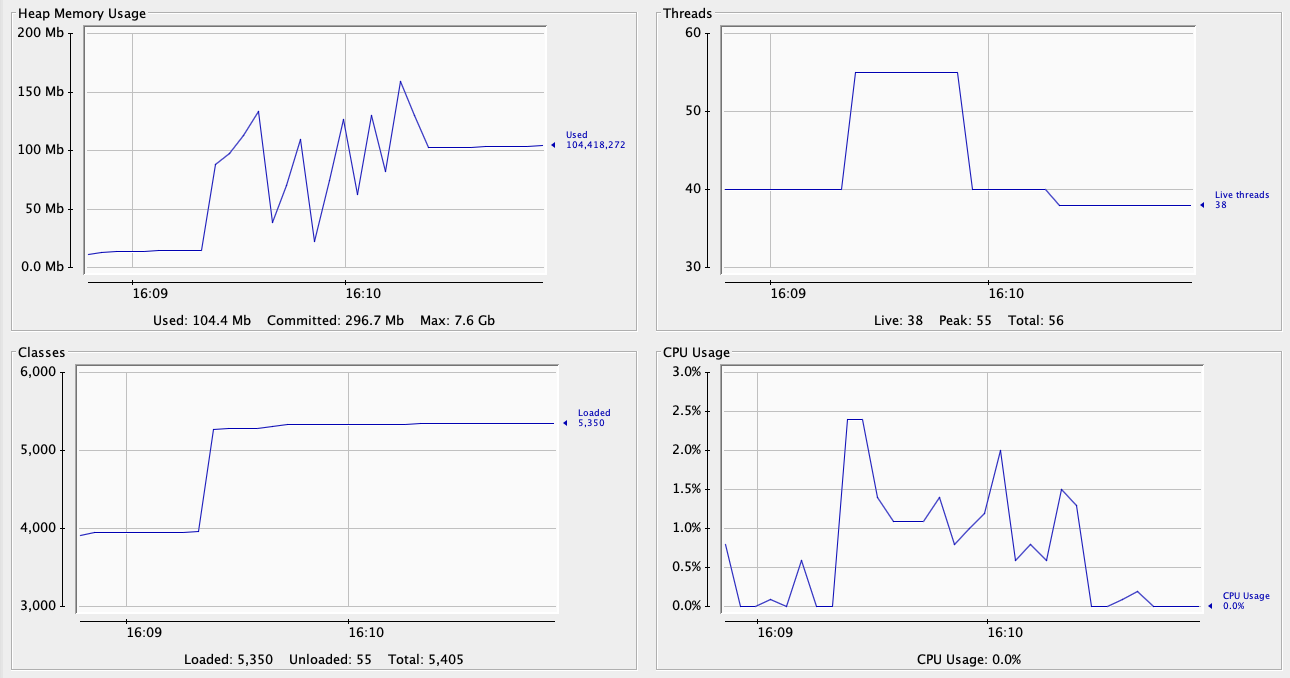 Heap Memory Usage
200 Mb
150 Mb
100 Mb
50 Mb
0.0 Mb
16:09
16:10
Used
104,418,272
Used: 104.4 Mb Committed: 296.7 Mb Max: 7.6 Gb
Threads
60
50
40
30
16:09
16:10
Live threads
38
Live: 38 Peak: 55 Total: 56
Classes
6,000
5,000
4,000
3,000
16:09
16:10
Loaded
5,350
Loaded: 5,350 Unloaded: 55 Total: 5,405
CPU Usage
3.0%
2.5%
2.0%
1.5%
1.0%
0.5%
0.0%
16:09
16:10
CPU Usage
0.0%
CPU Usage: 0.0%